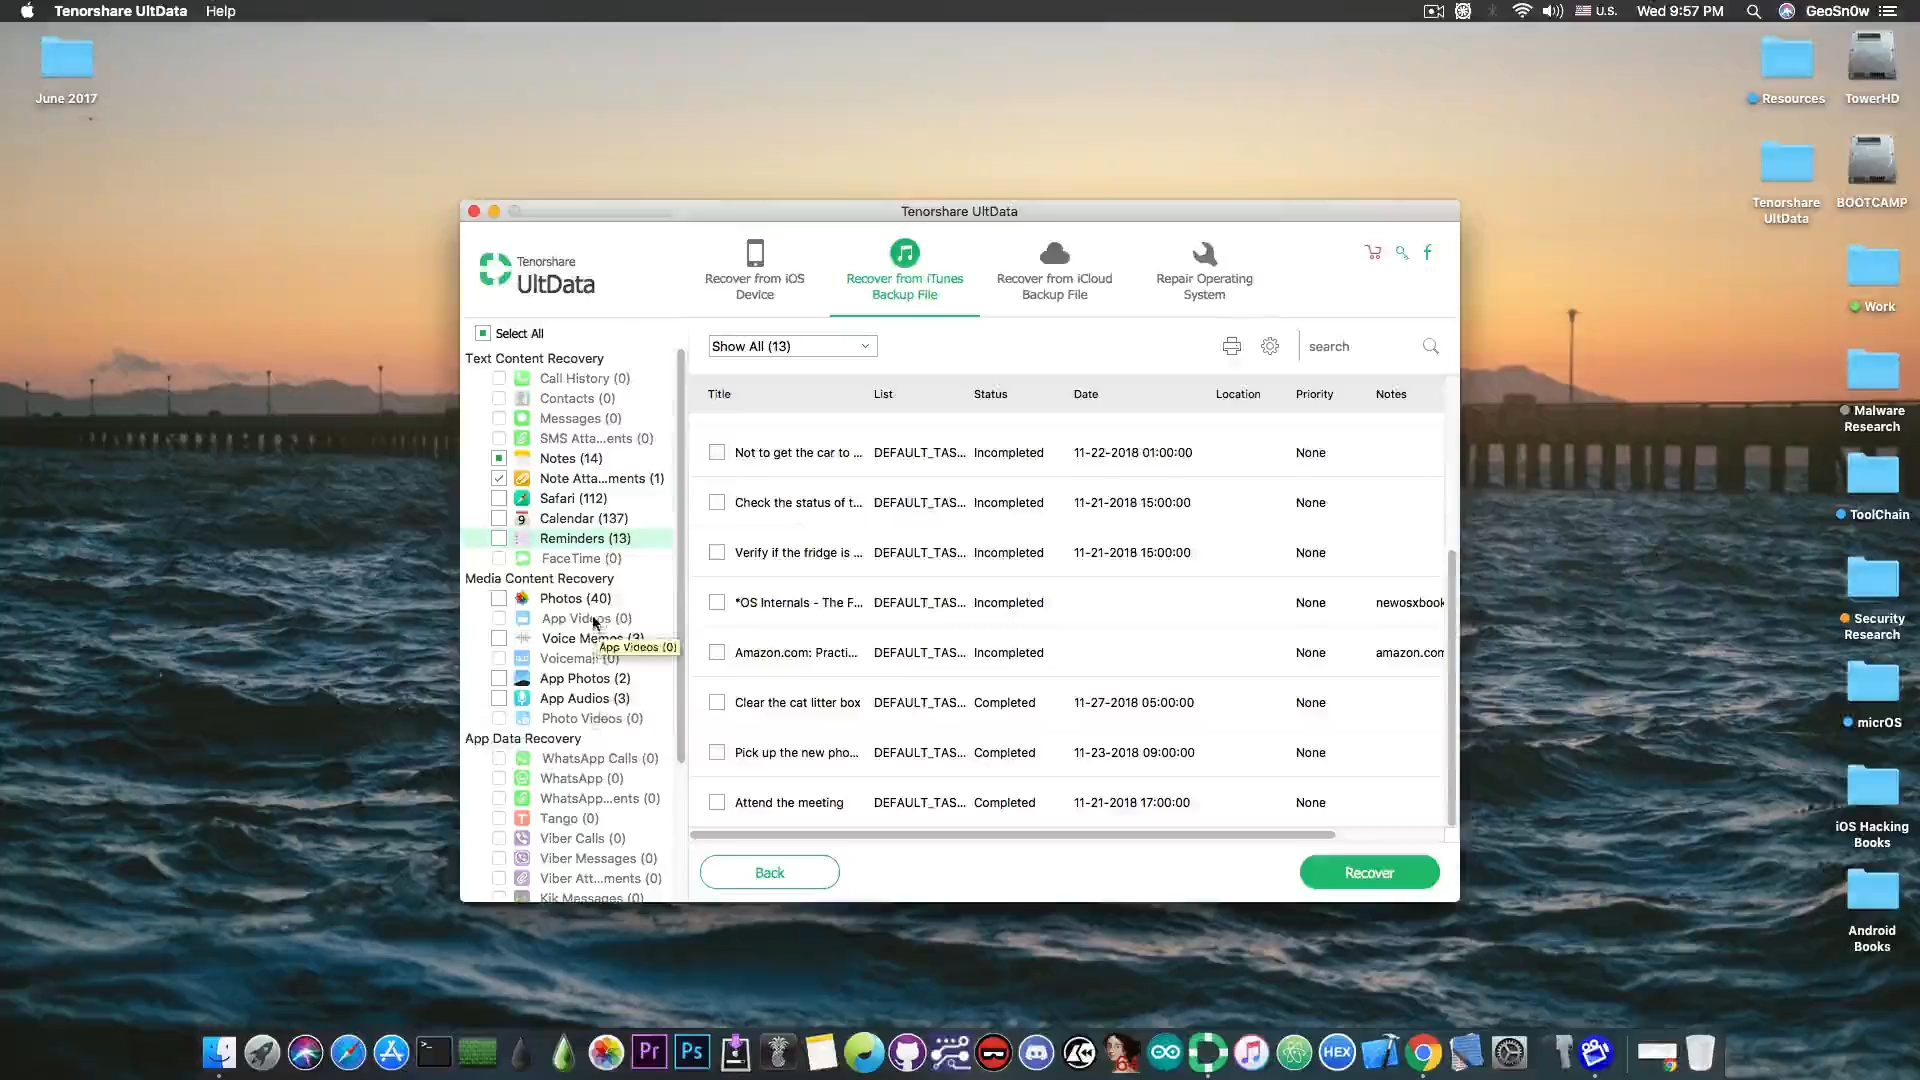 Tenorshare UltData Help
U.S. Wed 9:57 PM GeoSn0w
June 2017
Resources
TowerHD
Tenorshare
UltData
BOOTCAMP
Work
Malware
Research
ToolChain
Security
Research
micrOS
iOS Hacking
Books
Android
Books
Tenorshare UltData
Tenorshare
UltData
Recover from iOS
Device
Recover from iTunes
Backup File
Recover from iCloud
Backup File
Repair Operating
System
Select All
Text Content Recovery
Call History (0)
Contacts (0)
Messages (0)
SMS Atta...ents (0)
Notes (14)
Note Atta...ments (1)
Safari (112)
9 Calendar (137)
Reminders (13)
FaceTime (0)
Media Content Recovery
Photos (40)
App Videos (0)
Voice Memos (3)
App Videos (0)
Voicemail (0)
App Photos (2)
App Audios (3)
Photo Videos (0)
App Data Recovery
WhatsApp Calls (0)
WhatsApp (0)
WhatsApp...ents (0)
Tango (0)
Viber Calls (0)
Viber Messages (0)
Viber Att...ments (0)
Kik Messages (0)
Show All (13)
search
Title List Status Date Location Priority Notes
Not to get the car to ... DEFAULT_TAS... Incompleted 11-22-2018 01:00:00 None
Check the status of t... DEFAULT_TAS... Incompleted 11-21-2018 15:00:00 None
Verify if the fridge is ... DEFAULT_TAS... Incompleted 11-21-2018 15:00:00 None
*OS Internals - The F... DEFAULT_TAS... Incompleted None newosxbook
Amazon.com: Practi... DEFAULT_TAS... Incompleted None amazon.com
Clear the cat litter box DEFAULT_TAS... Completed 11-27-2018 05:00:00 None
Pick up the new pho... DEFAULT_TAS... Completed 11-23-2018 09:00:00 None
Attend the meeting DEFAULT_TAS... Completed 11-21-2018 17:00:00 None
Back
Recover
Pr Ps HEX